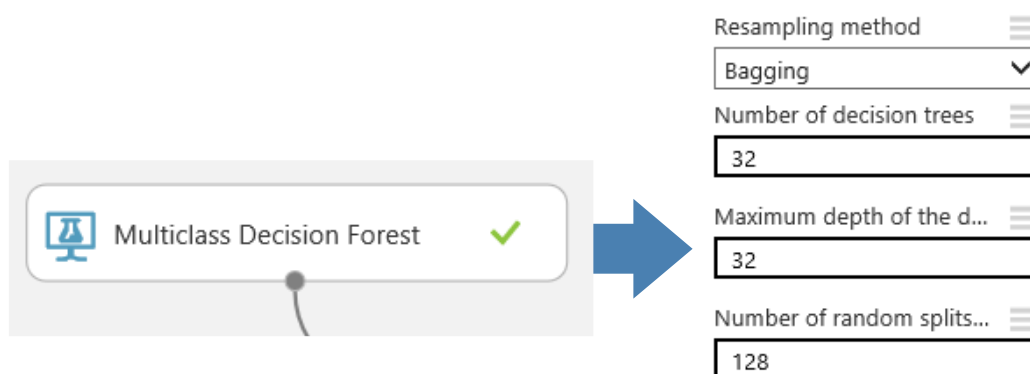 Multiclass Decision Forest
Resampling method
Bagging
Number of decision trees
32
Maximum depth of the d...
32
Number of random splits...
128